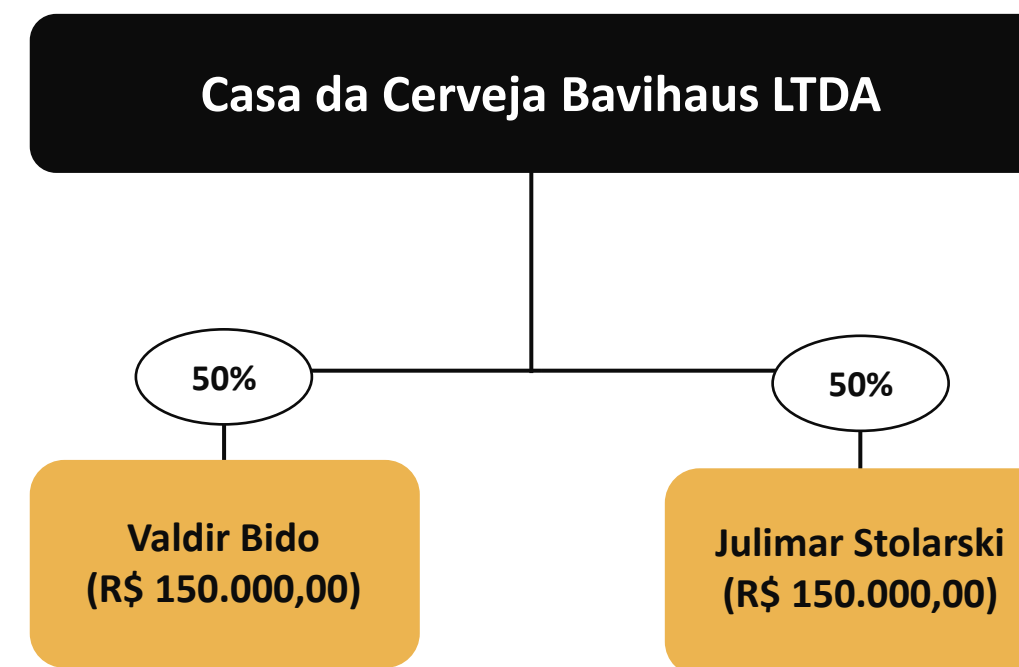 Casa da Cerveja Bavihaus LTDA
50%
50%
Valdir Bido
(R$ 150.000,00)
Julimar Stolarski
(R$ 150.000,00)